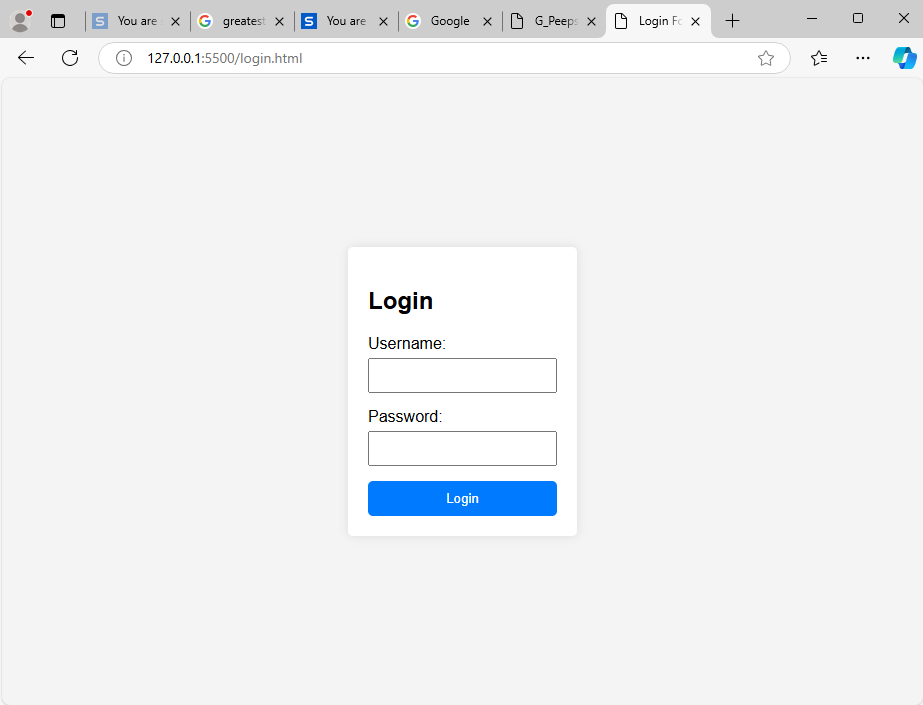 You are
greatest
You are
Google
G_Peeps
Login Fo
127.0.0.1:5500/login.html
Login
Username:
Password:
Login